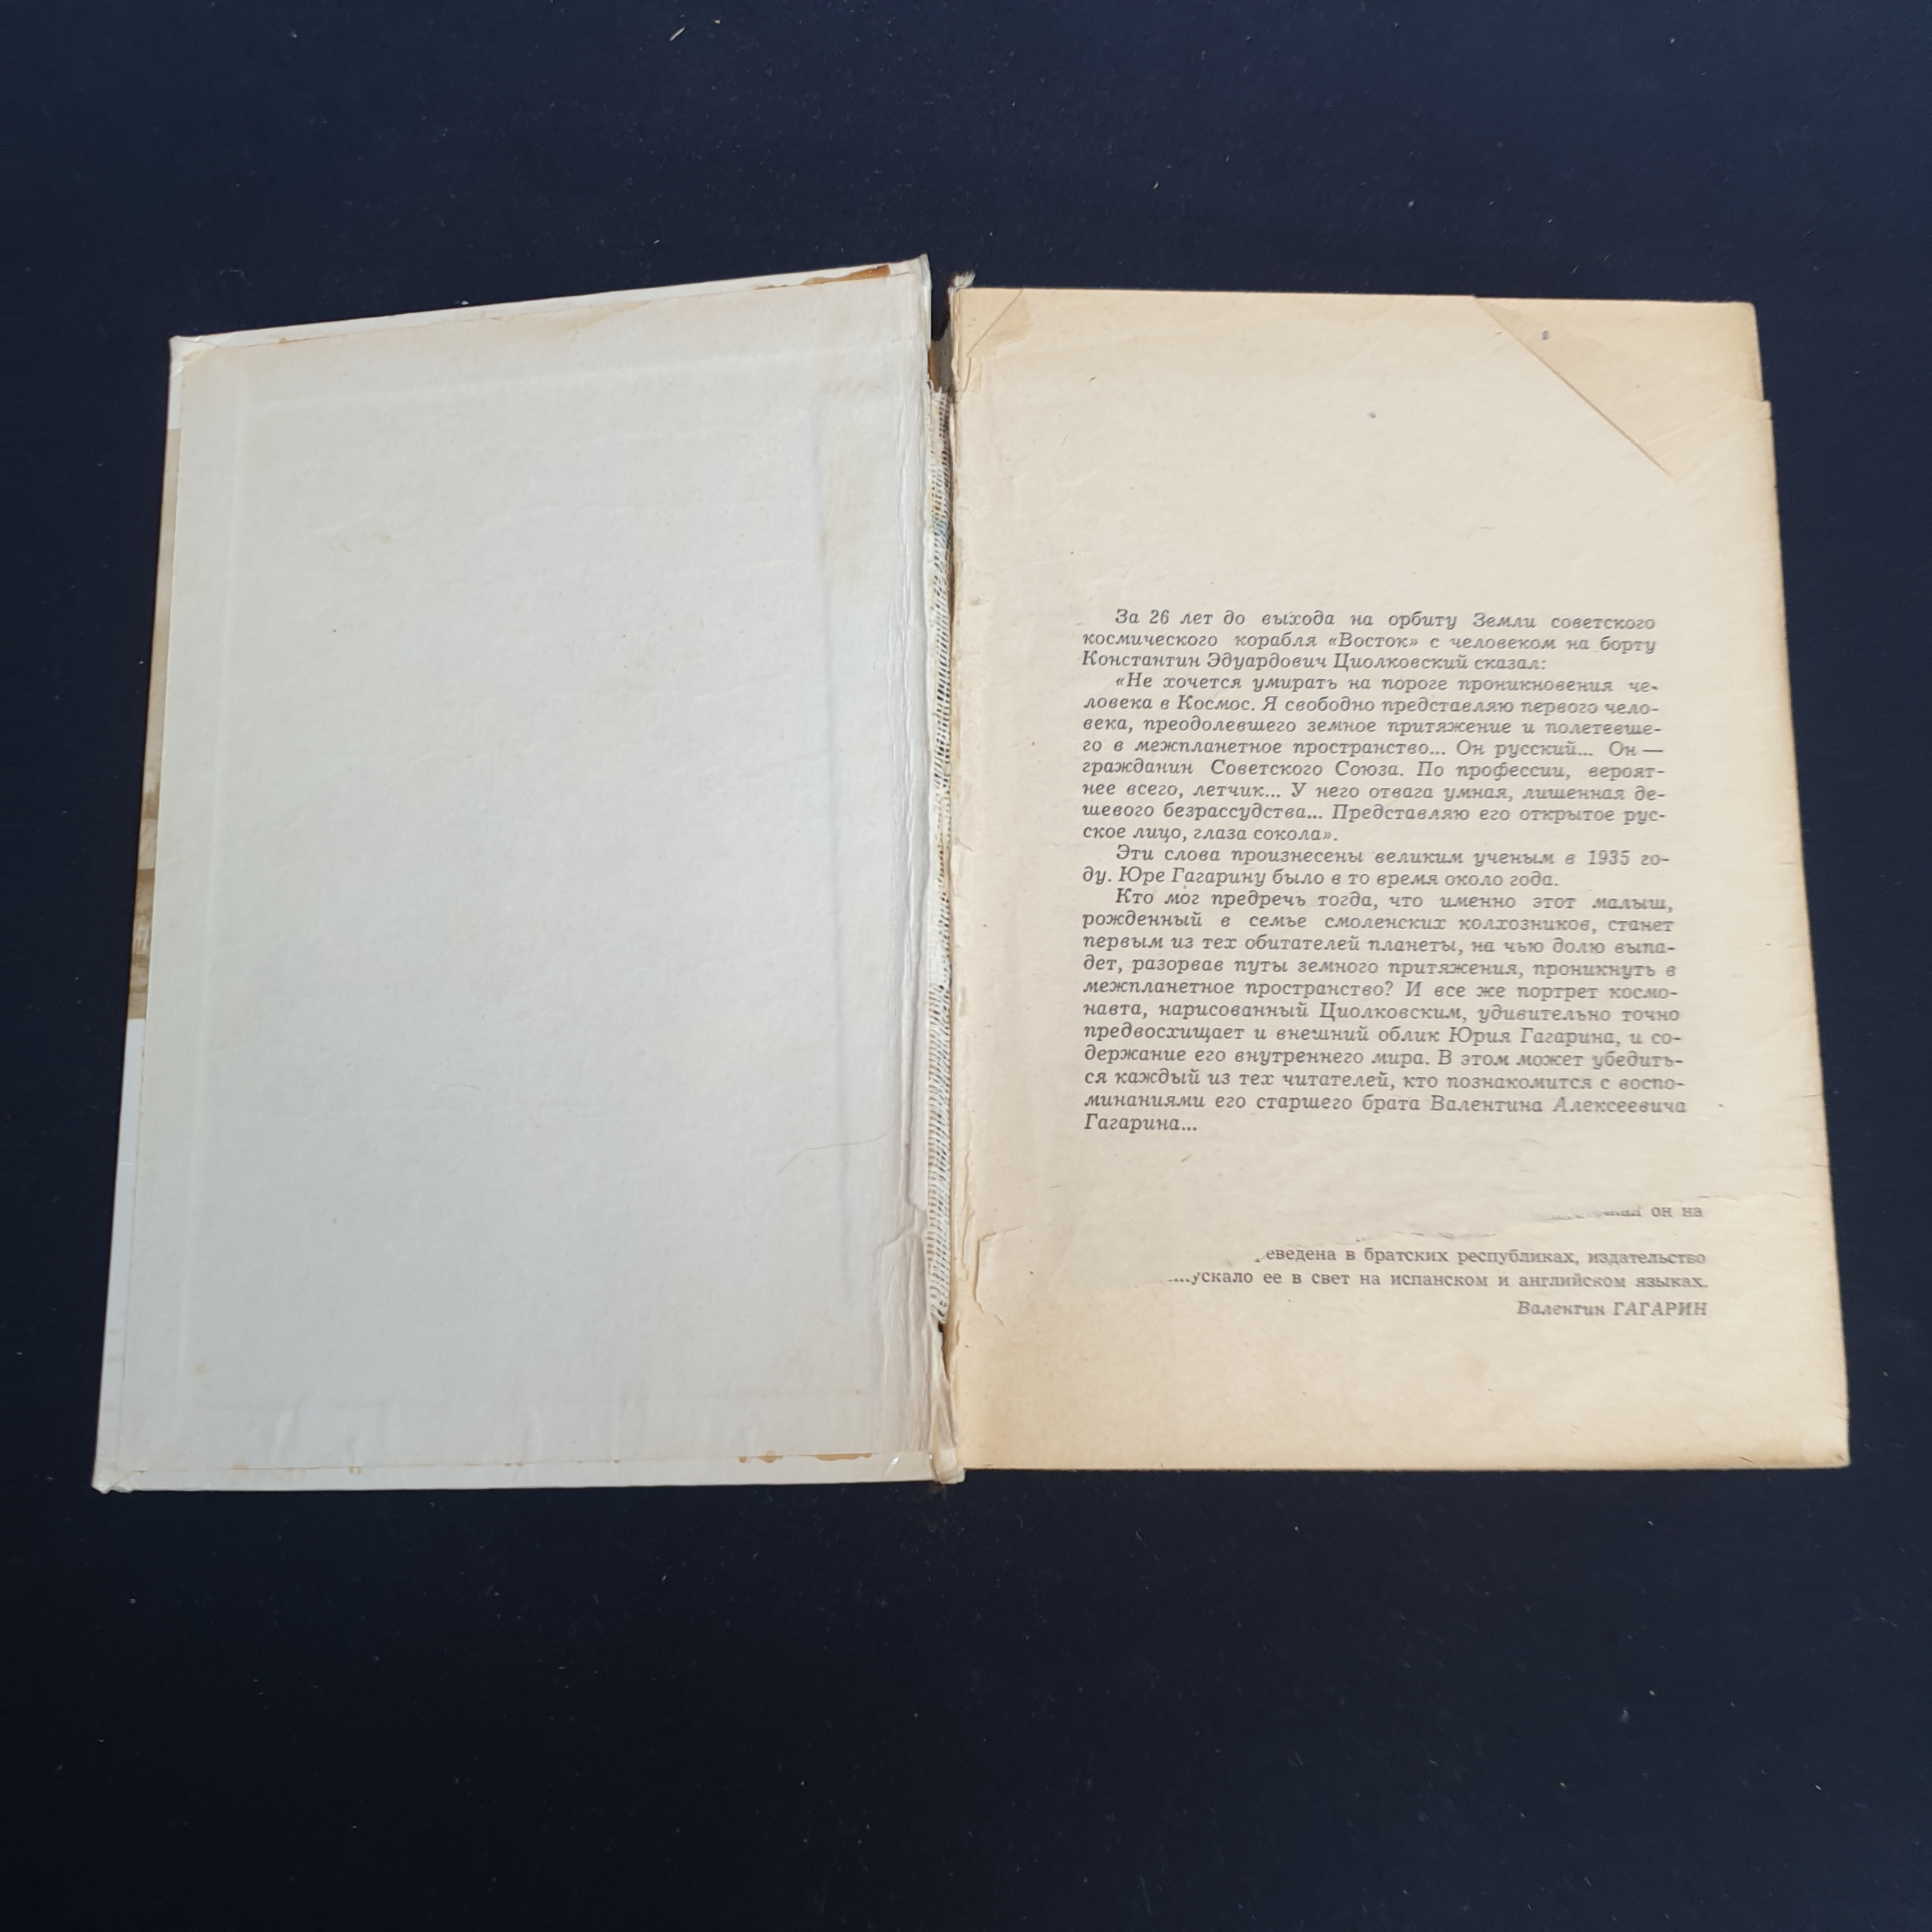 За 26 лет до выхода на орбиту Земли советского
космического корабля «Восток» с человеком на борту
Константин Эдуардович Циолковский сказал:
«Не хочется умирать на пороге проникновения че-
ловека в Космос. Я свободно представляю первого чело-
века, преодолевшего земное притяжение и полетевше-
го в межпланетное пространство... Он русский... Он —
гражданин Советского Союза. По профессии, вероят-
нее всего, летчик... У него отвага умная, лишенная де-
шевого безрассудства... Представляю его открытое рус-
ское лицо, глаза сокола».
Эти слова произнесены великим ученым в 1935 го-
ду. Юре Гагарину было в то время около года.
Кто мог предречь тогда, что именно этот малыш,
рожденный в семье смоленских колхозников, станет
первым из тех обитателей планеты, на чью долю выпа-
дет, разорвав путы земного притяжения, проникнуть в
межпланетное пространство? И все же портрет космо-
навта, нарисованный Циолковским, удивительно точно
предвосхищает и внешний облик Юрия Гагарина, и со-
держание его внутреннего мира. В этом может убедить-
ся каждый из тех читателей, кто познакомится с воспо-
минаниями его старшего брата Валентина Алексеевича
Гагарина...
он на
еведена в братских республиках, издательство
ускало ее в свет на испанском и английском языках.
Валентин ГАГАРИН